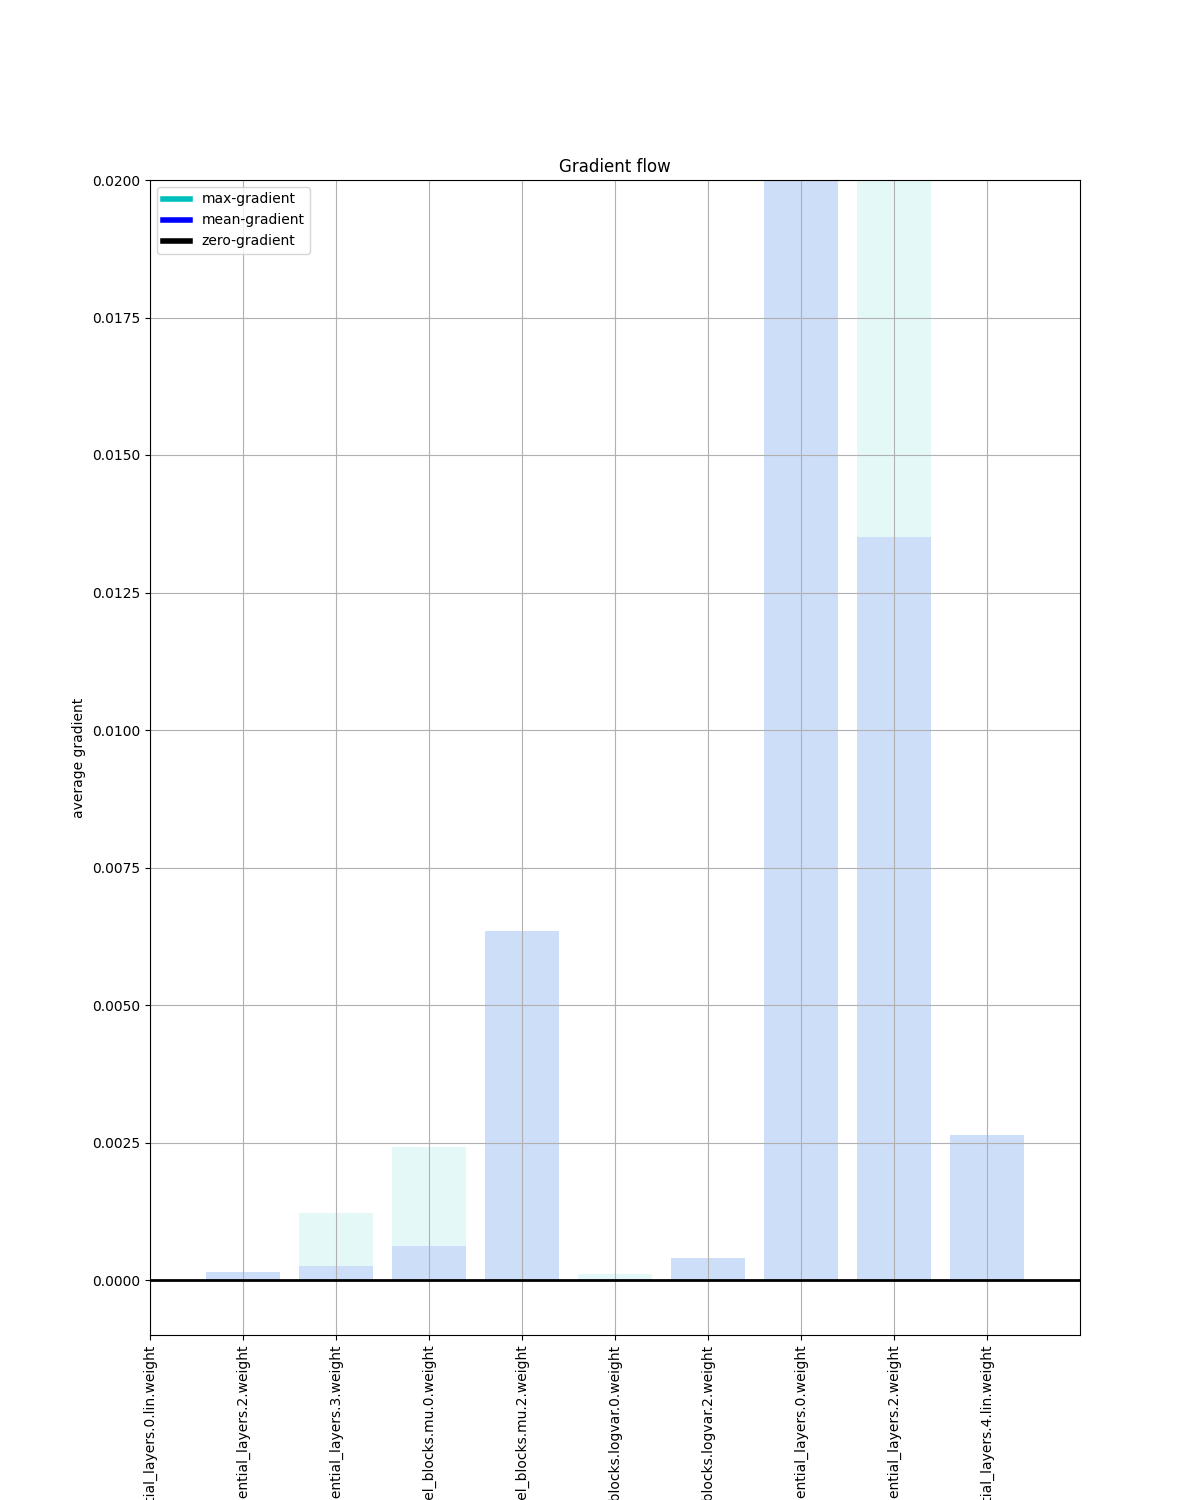 Gradient flow
max-gradient
mean-gradient
zero-gradient
0.0200
0.0175
0.0150
0.0125
0.0100
0.0075
0.0050
0.0025
0.0000
average gradient
tial_layers.0.lin.weight
ential_layers.2.weight
ential_layers.3.weight
el_blocks.mu.0.weight
el_blocks.mu.2.weight
blocks.logvar.0.weight
blocks.logvar.2.weight
ential_layers.0.weight
ential_layers.2.weight
tial_layers.4.lin.weight